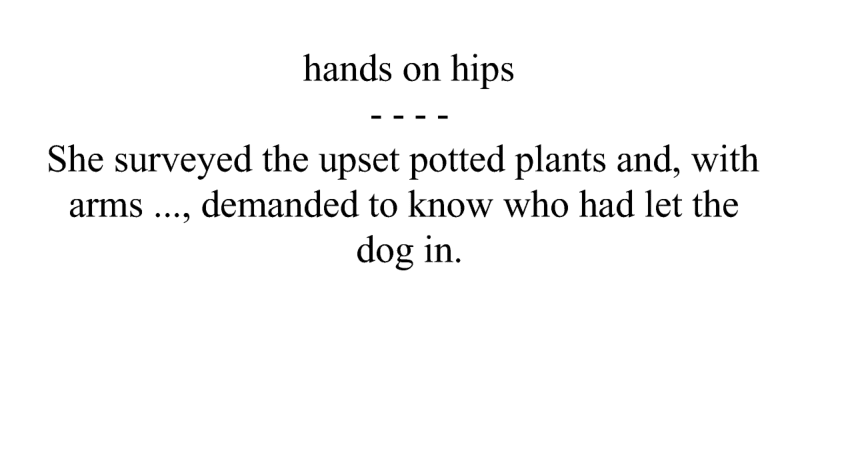 hands on hips
- - - -
She surveyed the upset potted plants and, with
arms ..., demanded to know who had let the
dog in.